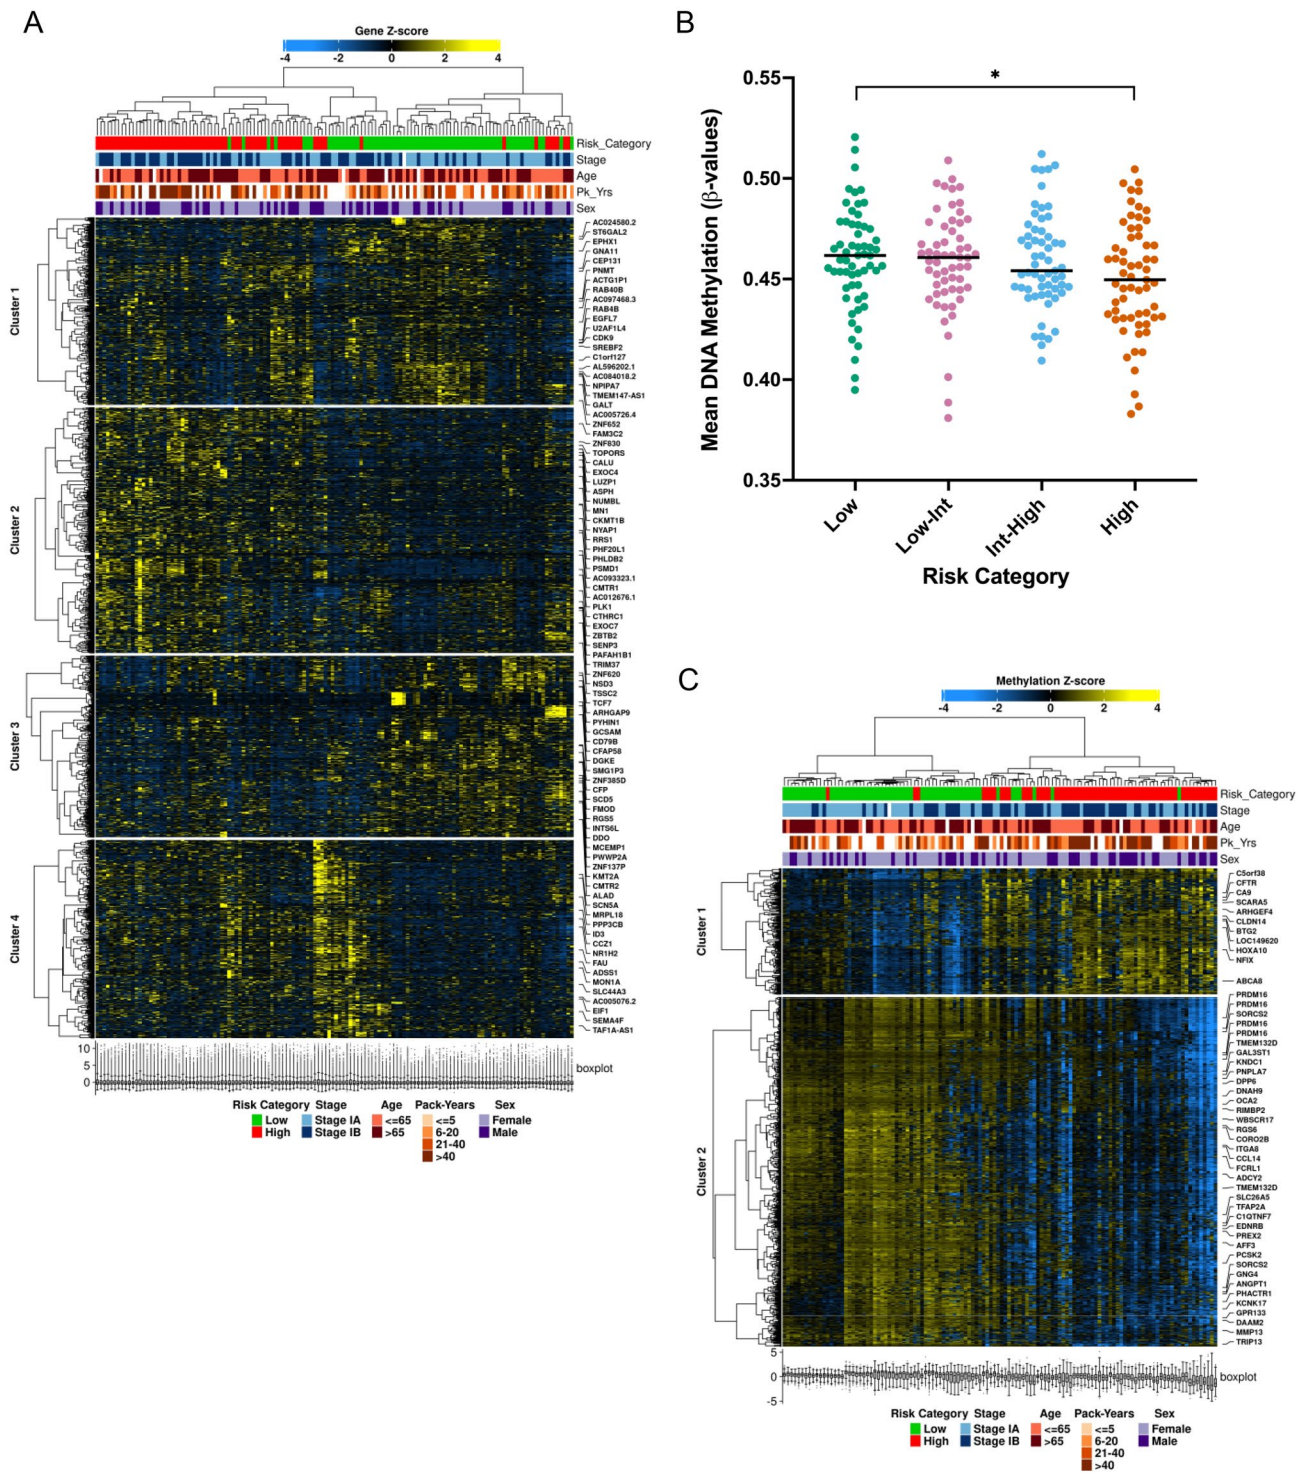 A
Gene Z-score
-4 -2 0 2 4
Risk_Category
Stage
Age
Pk_Yrs
Sex
Cluster 1
Cluster 2
Cluster 3
Cluster 4
AC024580.2
ST6GAL2
EPHX1
GNA11
CEP131
PNMT
ACTG1P1
RAB40B
AC097468.3
RAB4B
EGFL7
U2AF1L4
CDK9
SREBF2
C1orf127
AL596202.1
AC084018.2
NPIPA7
TMEM147-AS1
GALT
AC005726.4
ZNF652
FAM3C2
ZNF830
TOPORS
CALU
EXOC4
LUZP1
ASPH
NUMBL
MN1
CKMT1B
NYAP1
RRS1
PHF20L1
PHLDB2
PSMD1
AC093323.1
CMTR1
AC012676.1
PLK1
CTHRC1
EXOC7
ZBTB2
SENP3
PAFAH1B1
TRIM37
ZNF620
NSD3
TSSC2
TCF7
ARHGAP9
PYHIN1
GCSAM
CD79B
CFAP58
DGKE
SMG1P3
ZNF385D
CFP
SCD5
FMOD
RGS5
INTS6L
DDO
MCEMP1
PWWP2A
ZNF137P
KMT2A
CMTR2
ALAD
SCN5A
MRPL18
PPP3CB
ID3
CCZ1
NR1H2
FAU
ADSS1
MON1A
SLC44A3
AC005076.2
EIF1
SEMA4F
TAF1A-AS1
10
5
0
boxplot
Risk Category Stage Age Pack-Years Sex
Low Stage IA <=65 <=5 Female
High Stage IB >65 6-20 Male
21-40
>40
B
Mean DNA Methylation (β-values)
0.55
0.50
0.45
0.40
0.35
*
Low Low-Int Int-High High
Risk Category
C
Methylation Z-score
-4 -2 0 2 4
Risk_Category
Stage
Age
Pk_Yrs
Sex
Cluster 1
Cluster 2
C5orf38
CFTR
CA9
SCARA5
ARHGEF4
CLDN14
BTG2
LOC149620
HOXA10
NFIX
ABCA8
PRDM16
PRDM16
SORCS2
PRDM16
PRDM16
TMEM132D
GAL3ST1
KNDC1
PNPLA7
DPP6
DNAH9
OCA2
RIMBP2
WBSCR17
RGS6
CORO2B
ITGA8
CCL14
FCRL1
ADCY2
TMEM132D
SLC26A5
TFAP2A
C1QTNF7
EDNRB
PREX2
AFF3
PCSK2
SORCS2
GNG4
ANGPT1
PHACTR1
KCNK17
GPR133
DAAM2
MMP13
TRIP13
5
0
-5
boxplot
Risk Category Stage Age Pack-Years Sex
Low Stage IA <=65 <=5 Female
High Stage IB >65 6-20 Male
21-40
>40